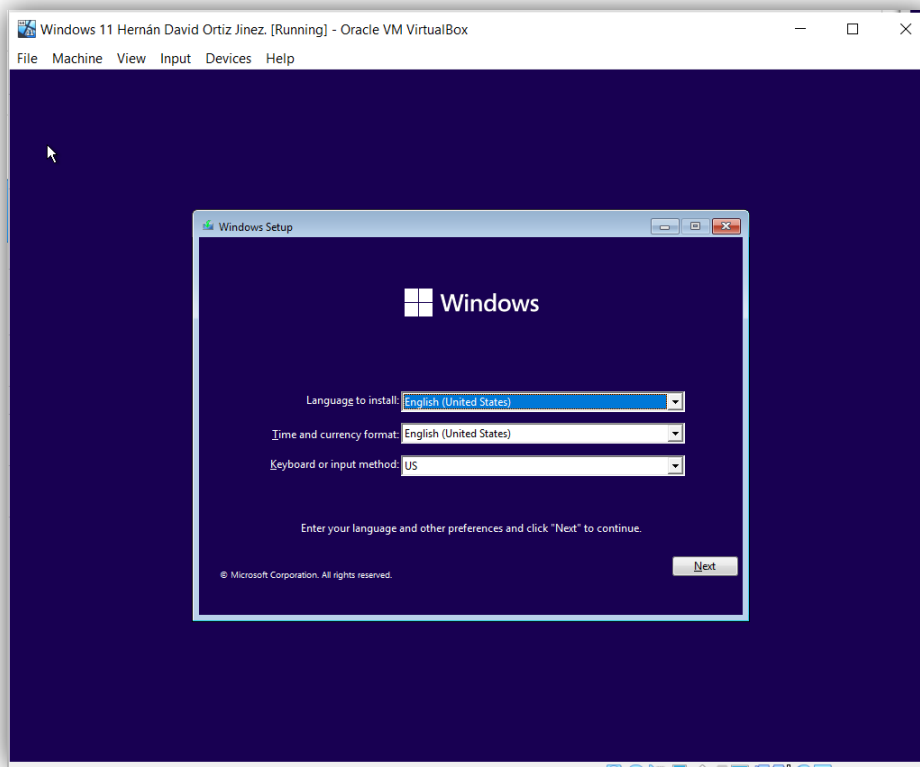 Windows 11 Hernán David Ortiz Jinez. [Running] - Oracle VM VirtualBox
File Machine View Input Devices Help
Windows Setup
Windows
Language to install: English (United States)
Time and currency format: English (United States)
Keyboard or input method: US
Enter your language and other preferences and click "Next" to continue.
Next
© Microsoft Corporation. All rights reserved.